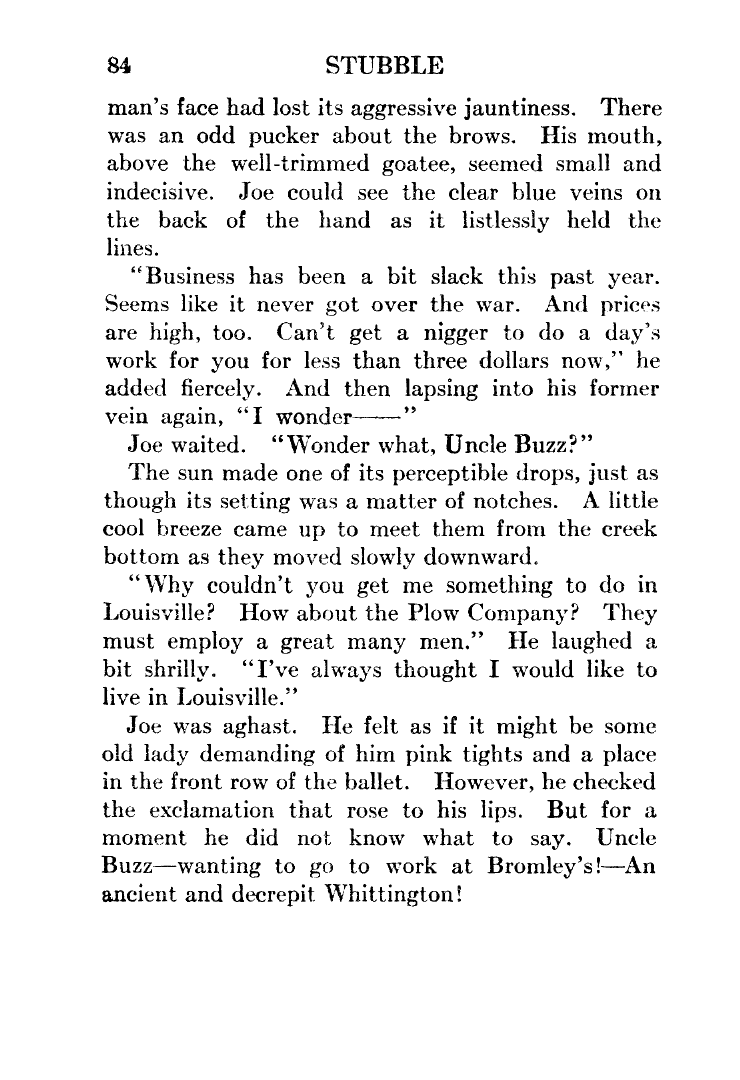 84 STUBBLE
man's face had lost its aggressive jauntiness. There
was an odd pucker about the brows. His mouth,
above the well-trimmed goatee, seemed small and
indecisive. Joe could see the clear blue veins on
the back of the hand as it listlessly held the
lines.
"Business has been a bit slack this past year.
Seems like it never got over the war. And prices
are high, too. Can't get a nigger to do a day's
work for you for less than three dollars now," he
added fiercely. And then lapsing into his former
vein again, "I wonder——"
Joe waited. "Wonder what, Uncle Buzz?"
The sun made one of its perceptible drops, just as
though its setting was a matter of notches. A little
cool breeze came up to meet them from the creek
bottom as they moved slowly downward.
"Why couldn't you get me something to do in
Louisville? How about the Plow Company? They
must employ a great many men." He laughed a
bit shrilly. "I've always thought I would like to
live in Louisville."
Joe was aghast. He felt as if it might be some
old lady demanding of him pink tights and a place
in the front row of the ballet. However, he checked
the exclamation that rose to his lips. But for a
moment he did not know what to say. Uncle
Buzz—wanting to go to work at Bromley's!—An
ancient and decrepit Whittington!